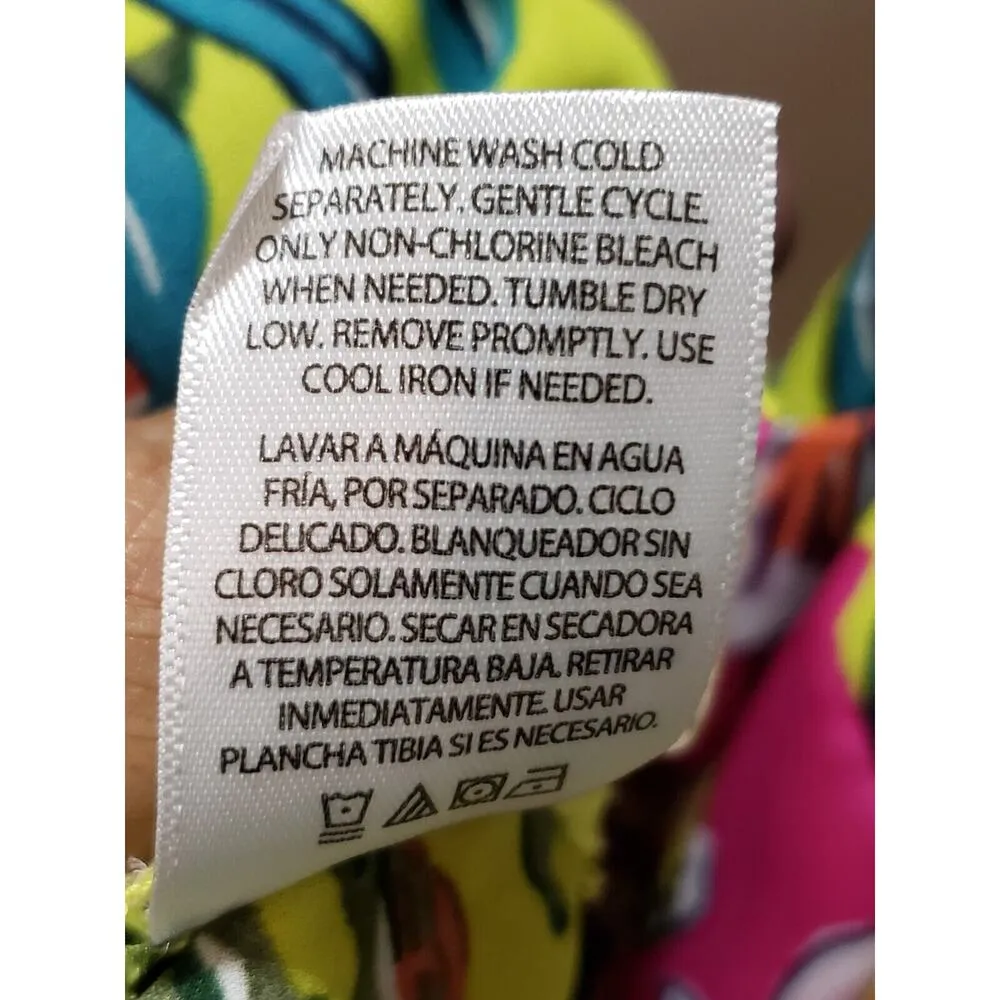 MACHINE WASH COLD
SEPARATELY. GENTLE CYCLE.
ONLY NON-CHLORINE BLEACH
WHEN NEEDED. TUMBLE DRY
LOW. REMOVE PROMPTLY. USE
COOL IRON IF NEEDED.
LAVAR A MÁQUINA EN AGUA
FRÍA, POR SEPARADO. CICLO
DELICADO. BLANQUEADOR SIN
CLORO SOLAMENTE CUANDO SEA
NECESARIO. SECAR EN SECADORA
A TEMPERATURA BAJA. RETIRAR
INMEDIATAMENTE. USAR
PLANCHA TIBIA SI ES NECESARIO.